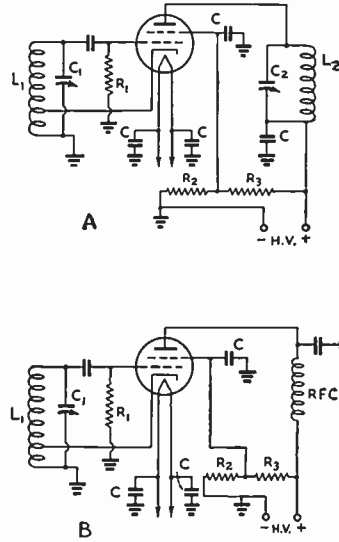 C
L₁
C₁
R₁
C₂
L₂
C
C
C
R₂
R₃
A
- H.V. +
C
L₁
C₁
R₁
RFC
C
C
R₂
R₃
B
- H.V. +